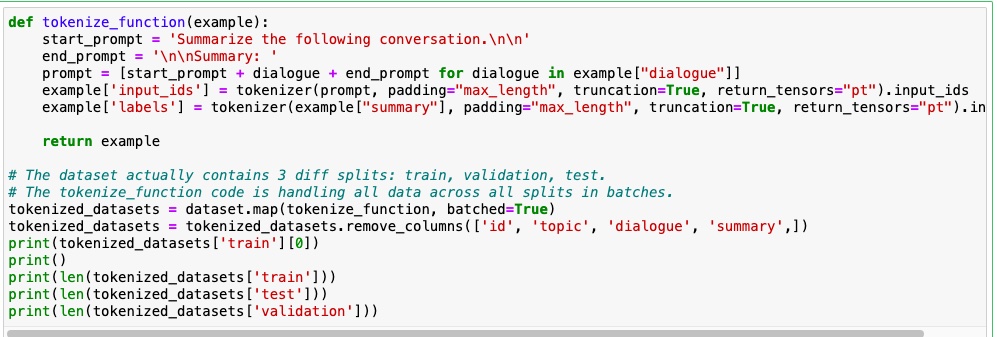 def tokenize_function(example):
    start_prompt = 'Summarize the following conversation.\n\n'
    end_prompt = '\n\nSummary: '
    prompt = [start_prompt + dialogue + end_prompt for dialogue in example["dialogue"]]
    example['input_ids'] = tokenizer(prompt, padding="max_length", truncation=True, return_tensors="pt").input_ids
    example['labels'] = tokenizer(example["summary"], padding="max_length", truncation=True, return_tensors="pt").in
    return example
# The dataset actually contains 3 diff splits: train, validation, test.
# The tokenize_function code is handling all data across all splits in batches.
tokenized_datasets = dataset.map(tokenize_function, batched=True)
tokenized_datasets = tokenized_datasets.remove_columns(['id', 'topic', 'dialogue', 'summary',])
print(tokenized_datasets['train'][0])
print()
print(len(tokenized_datasets['train']))
print(len(tokenized_datasets['test']))
print(len(tokenized_datasets['validation']))